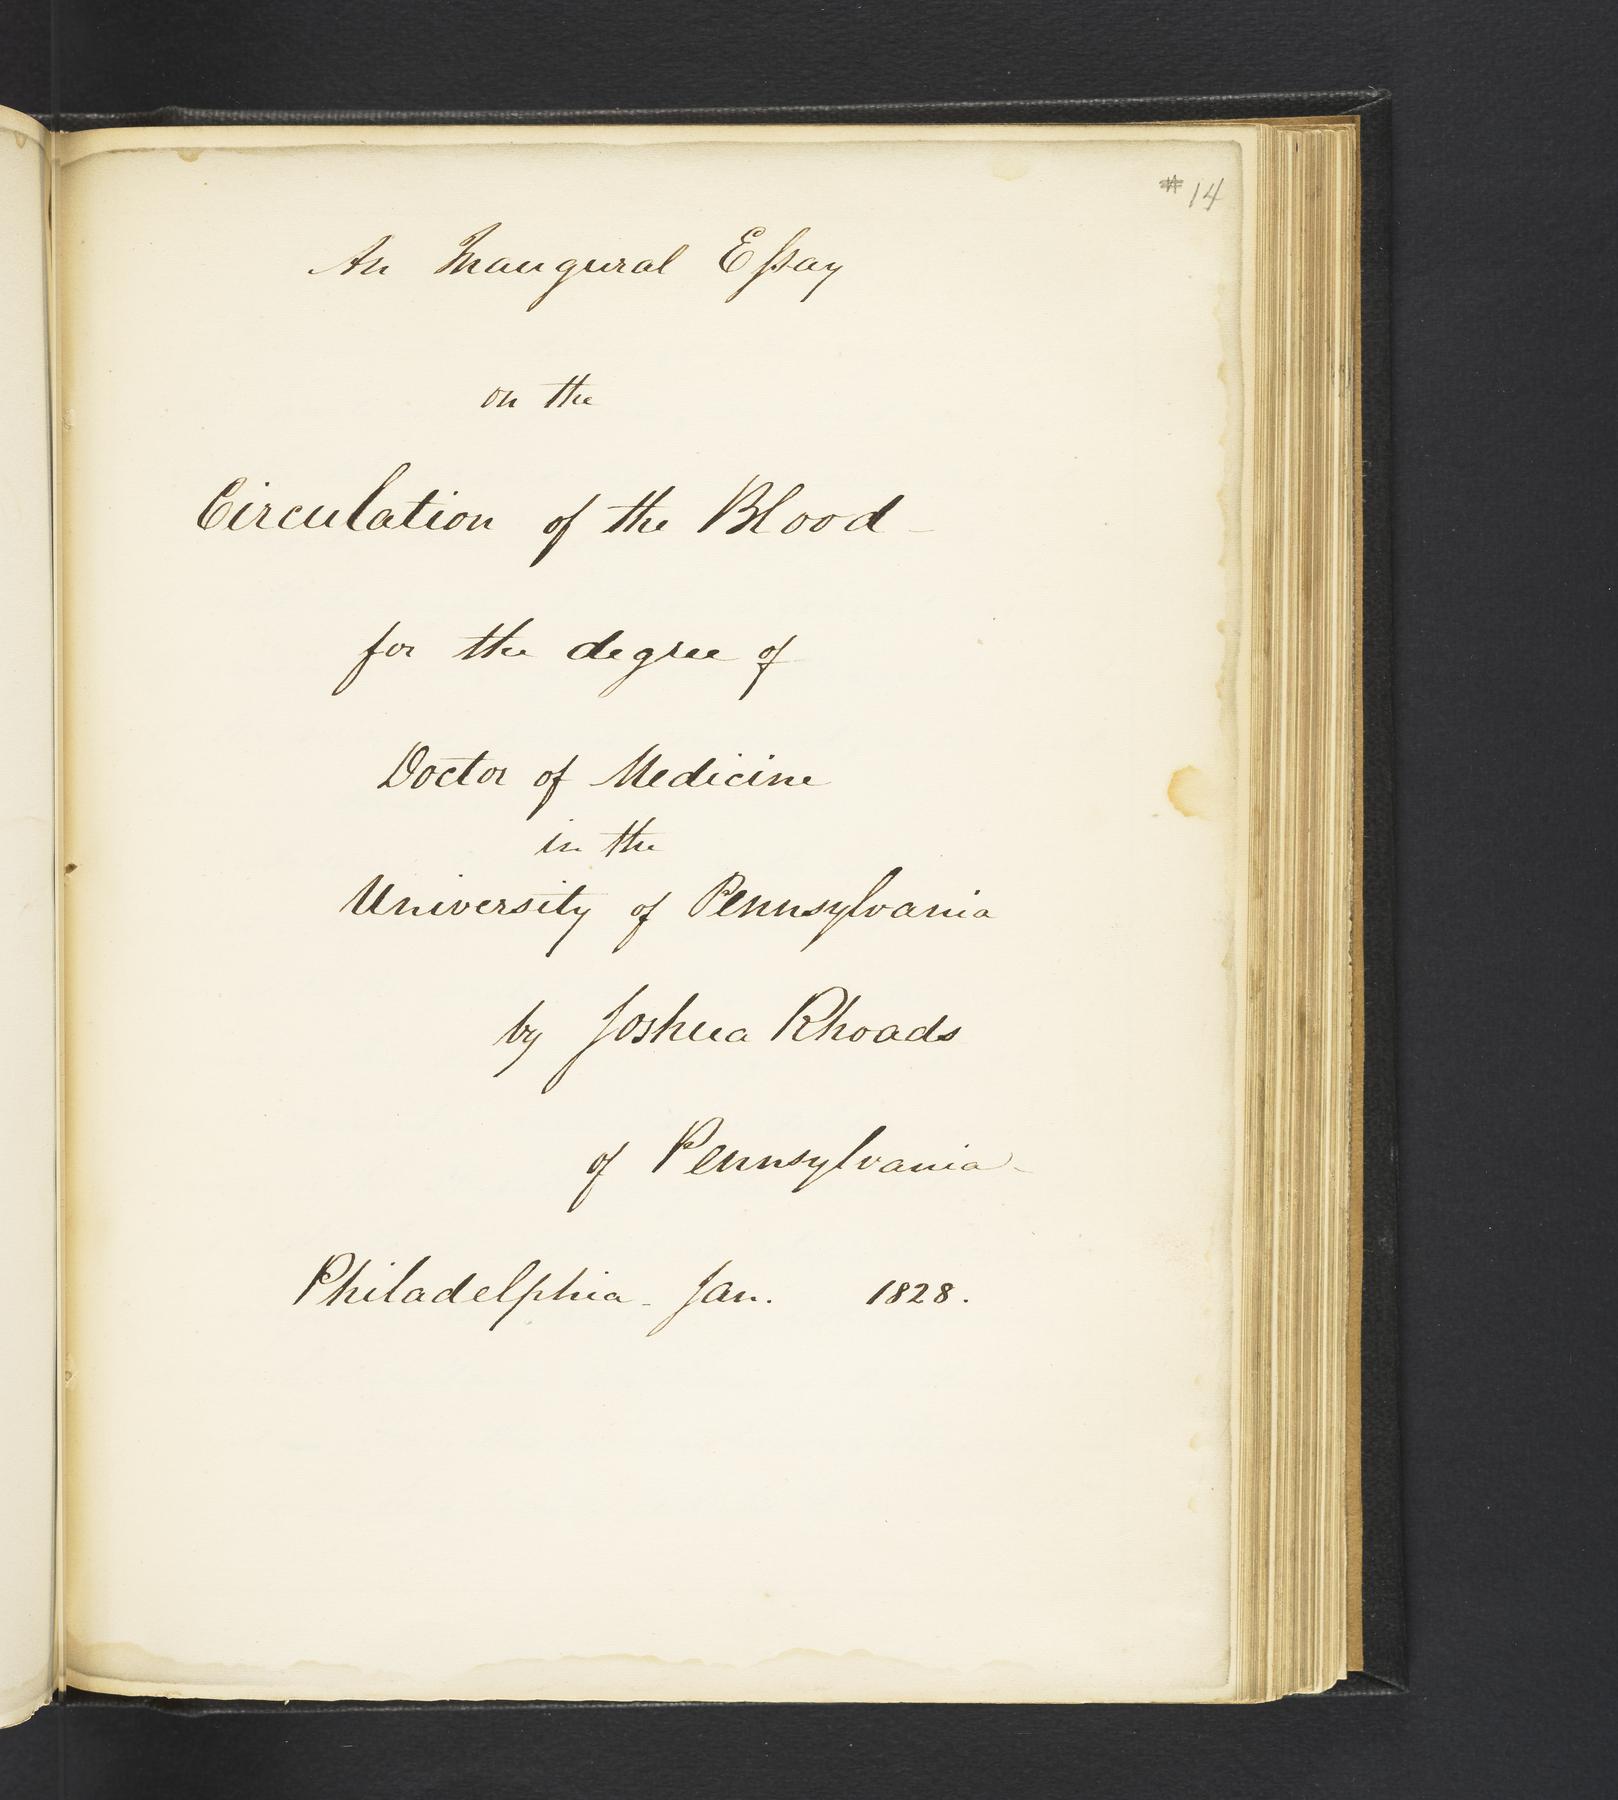 # 14
An Inaugural Eſsay
on the
Circulation of the Blood -
for the degree of
Doctor of Medicine
in the
University of Pennsylvania
by Joshua Rhoads
of Pennsylvania -
Philadelphia - Jan. 1828.